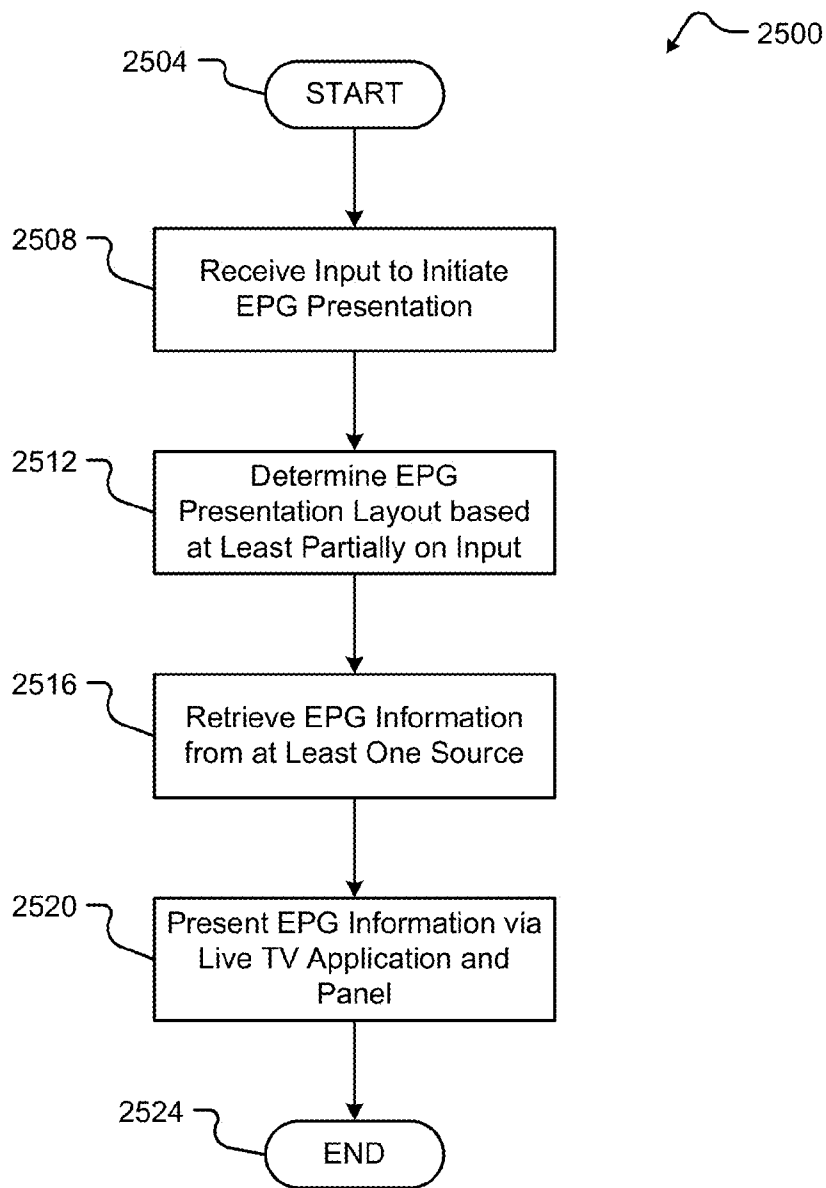 2500
2504
START
2508
Receive Input to Initiate
EPG Presentation
2512
Determine EPG
Presentation Layout based
at Least Partially on Input
2516
Retrieve EPG Information
from at Least One Source
2520
Present EPG Information via
Live TV Application and
Panel
2524
END